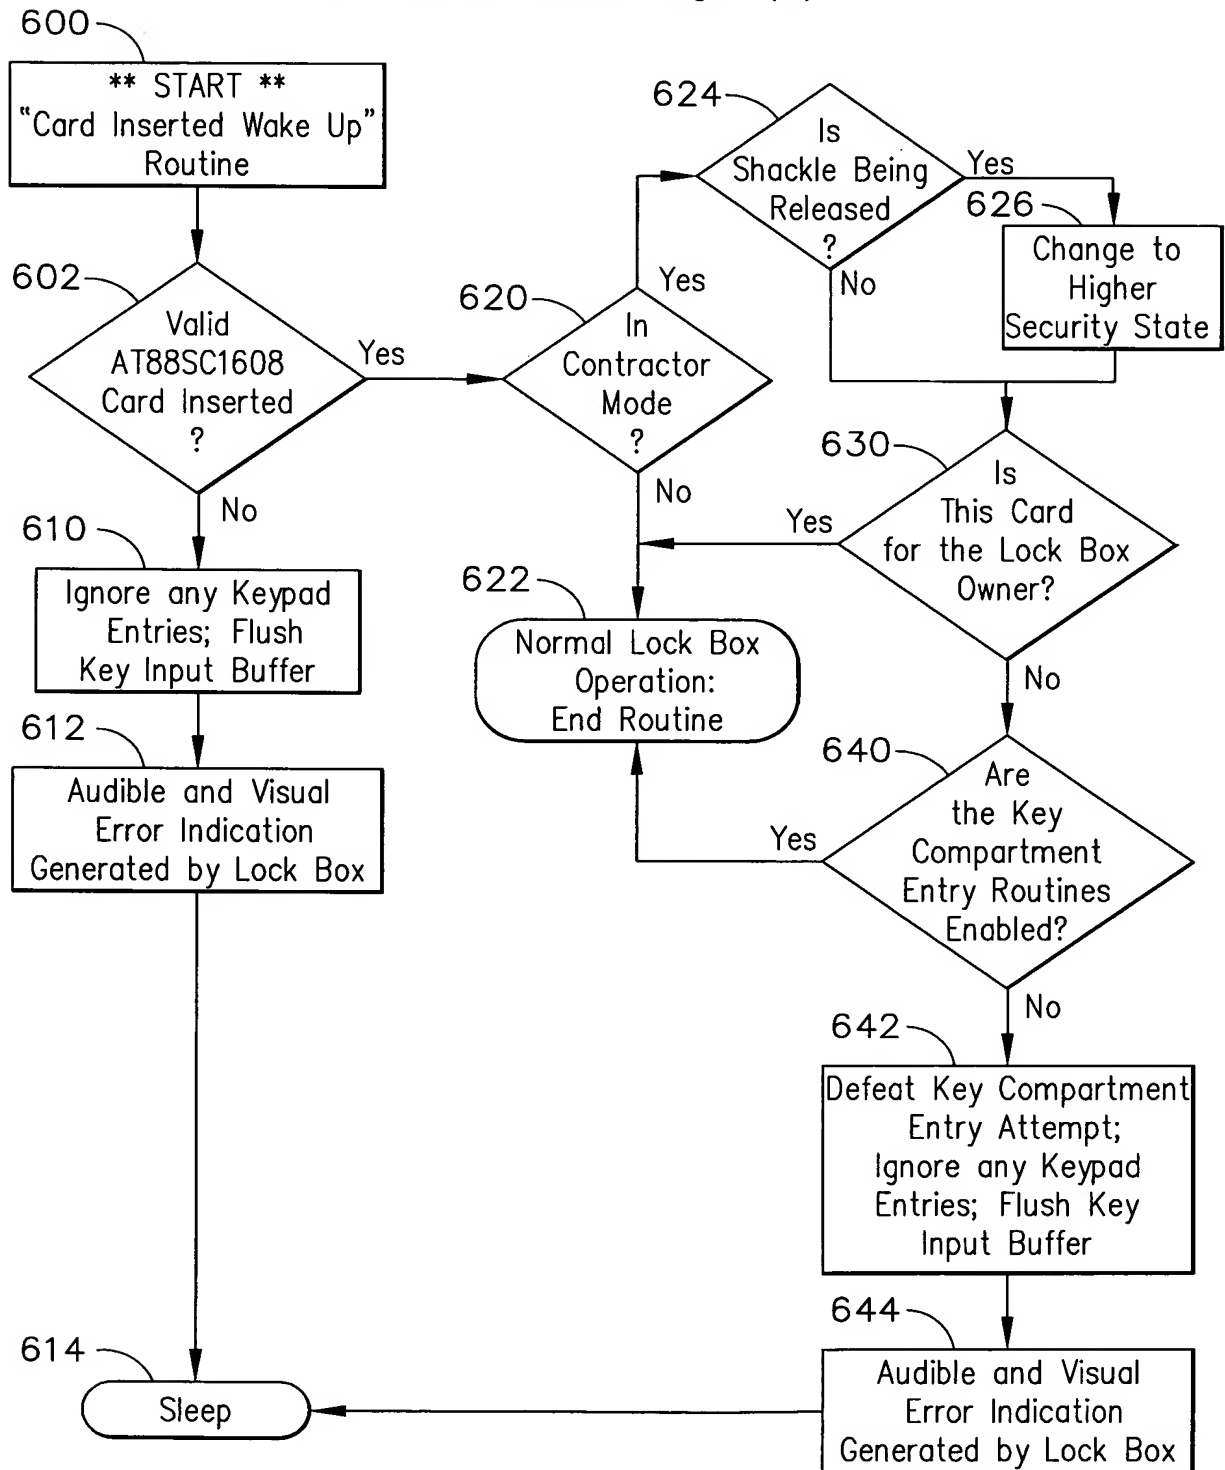 600
** START **
"Card Inserted Wake Up"
Routine
602
Valid
AT88SC1608
Card Inserted
?
Yes
No
610
Ignore any Keypad
Entries; Flush
Key Input Buffer
612
Audible and Visual
Error Indication
Generated by Lock Box
614
Sleep
620
In
Contractor
Mode
?
Yes
No
622
Normal Lock Box
Operation:
End Routine
624
Is
Shackle Being
Released
?
Yes
No
626
Change to
Higher
Security State
630
Is
This Card
for the Lock Box
Owner?
Yes
No
640
Are
the Key
Compartment
Entry Routines
Enabled?
Yes
No
642
Defeat Key Compartment
Entry Attempt;
Ignore any Keypad
Entries; Flush Key
Input Buffer
644
Audible and Visual
Error Indication
Generated by Lock Box